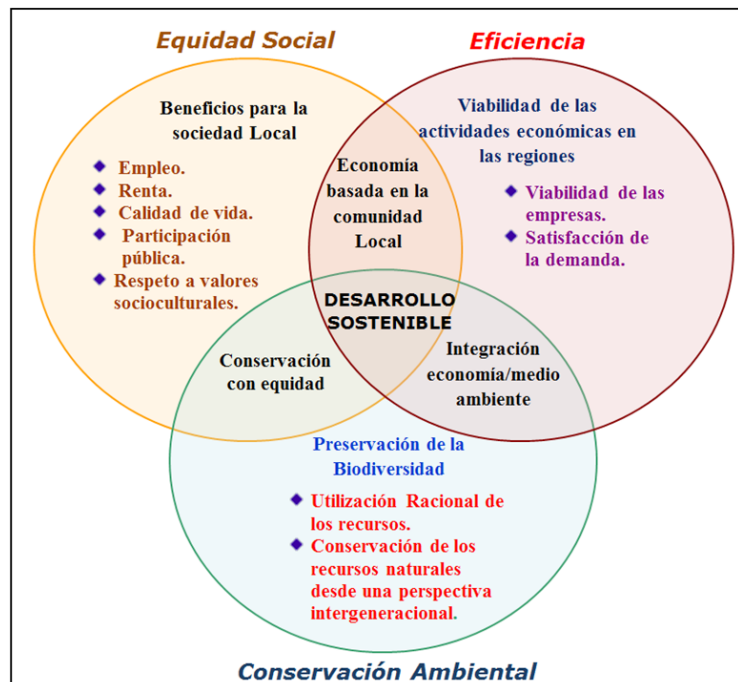 Equidad Social
Eficiencia
Beneficios para la
sociedad Local
Empleo.
Renta.
Calidad de vida.
Participación
pública.
Respeto a valores
socioculturales.
Economía
basada en la
comunidad
Local
Viabilidad de las
actividades económicas en
las regiones
Viabilidad de las
empresas.
Satisfacción de
la demanda.
DESARROLLO
SOSTENIBLE
Conservación
con equidad
Integración
economía/medio
ambiente
Preservación de la
Biodiversidad
Utilización Racional de
los recursos.
Conservación de los
recursos naturales
desde una perspectiva
intergeneracional.
Conservación Ambiental